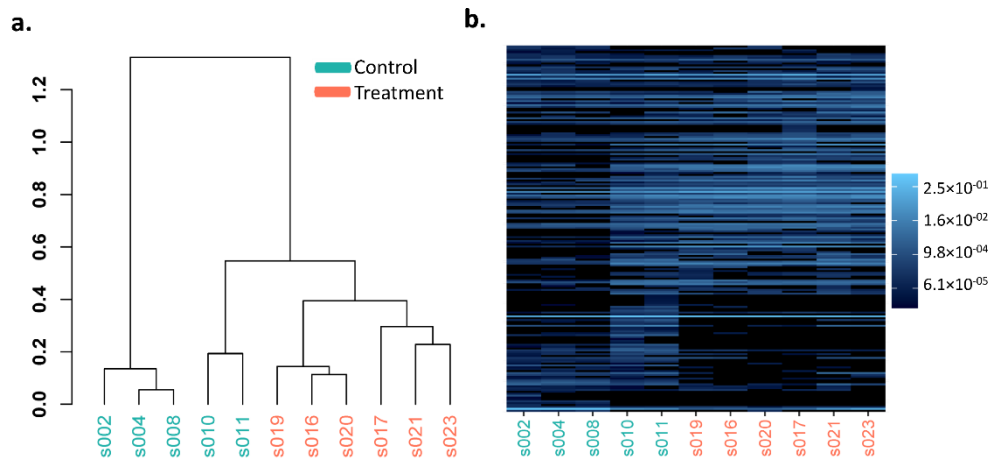 a.
Control
Treatment
1.2
1.0
0.8
0.6
0.4
0.2
0.0
s002
s004
s008
s010
s011
s019
s016
s020
s017
s021
s023
b.
2.5×10⁻⁰¹
1.6×10⁻⁰²
9.8×10⁻⁰⁴
6.1×10⁻⁰⁵
s002
s004
s008
s010
s011
s019
s016
s020
s017
s021
s023